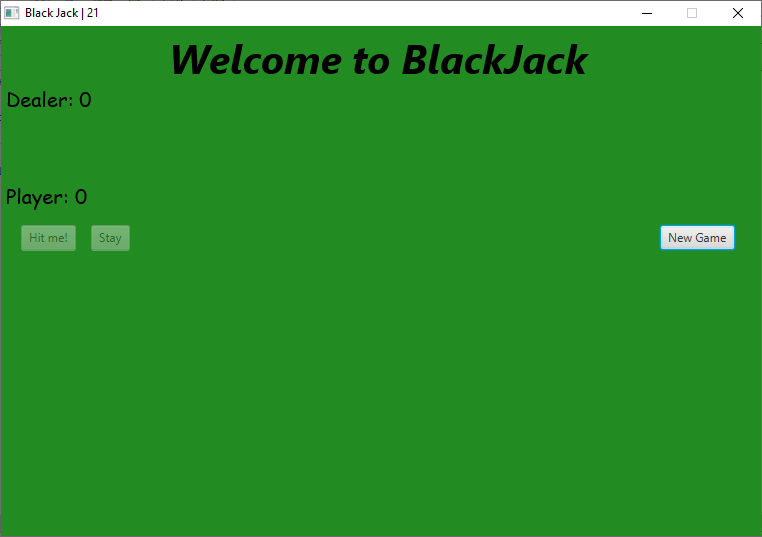 Black Jack | 21
Welcome to BlackJack
Dealer: 0
Player: 0
Hit me! Stay New Game